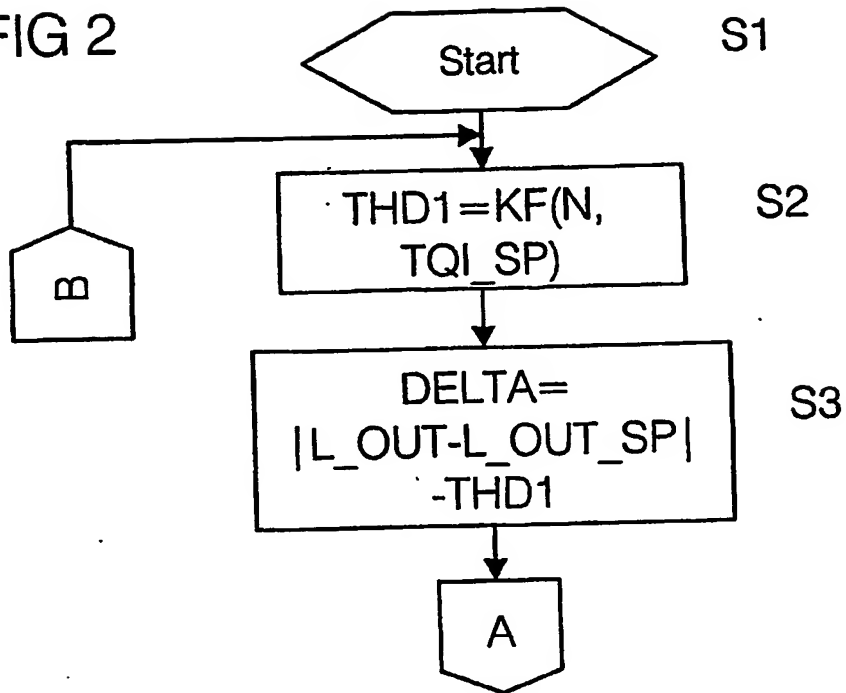 FIG 2
Start
S1
THD1=KF(N,
TQI_SP)
S2
B
DELTA=
|L_OUT-L_OUT_SP|
-THD1
S3
A